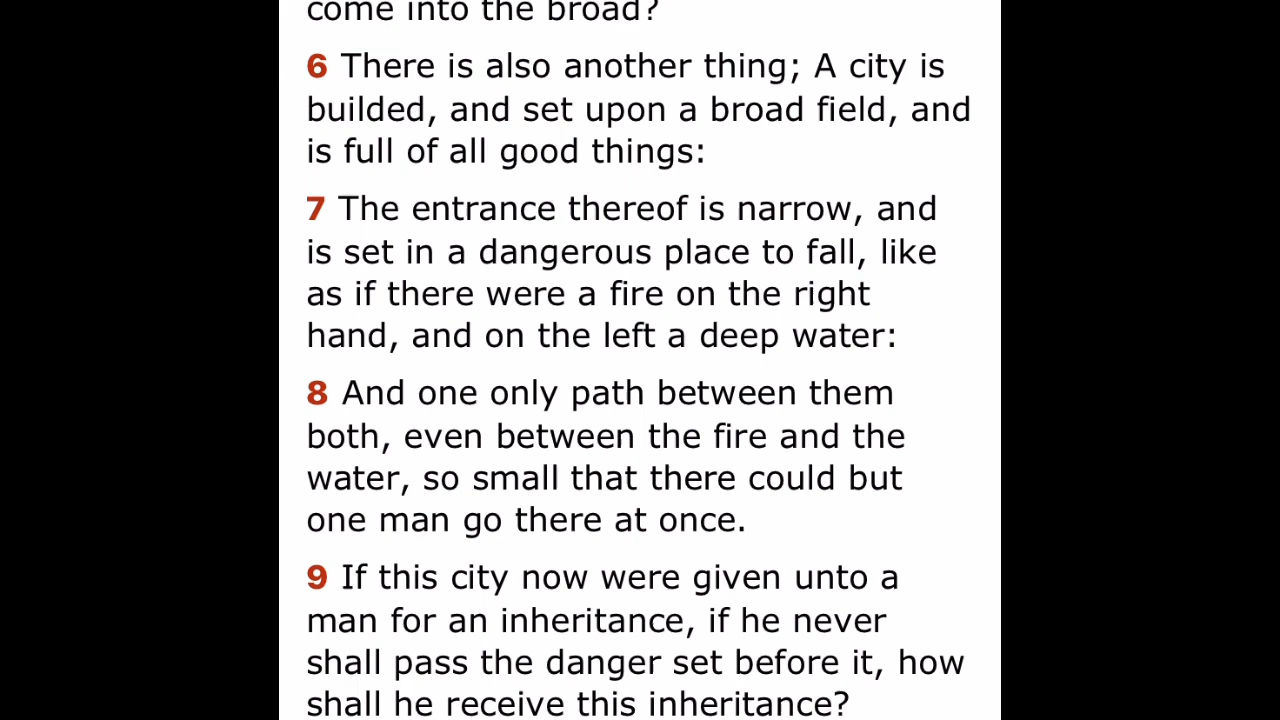 come into the broad?
6 There is also another thing; A city is
builded, and set upon a broad field, and
is full of all good things:
7 The entrance thereof is narrow, and
is set in a dangerous place to fall, like
as if there were a fire on the right
hand, and on the left a deep water:
8 And one only path between them
both, even between the fire and the
water, so small that there could but
one man go there at once.
9 If this city now were given unto a
man for an inheritance, if he never
shall pass the danger set before it, how
shall he receive this inheritance?